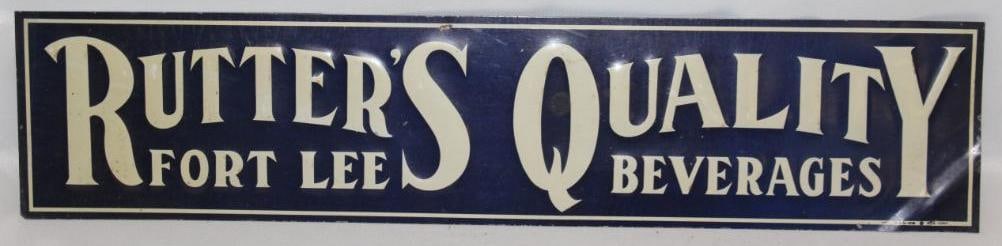 RUTTER'S QUALITY
FORT LEE BEVERAGES